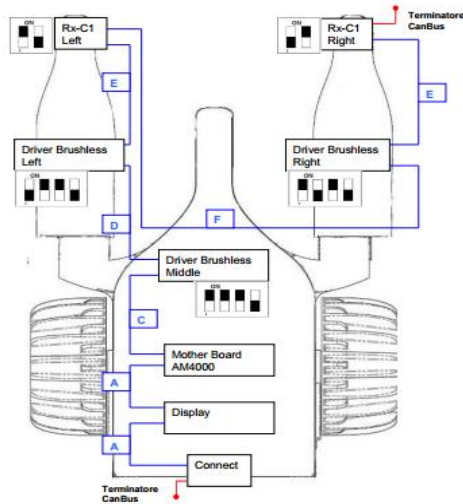 Terminatore
CanBus
ON
Rx-C1
Left
Rx-C1
Right
ON
E
E
Driver Brushless
Left
Driver Brushless
Right
ON
ON
D
F
Driver Brushless
Middle
ON
C
Mother Board
AM4000
A
Display
A
Connect
Terminatore
CanBus